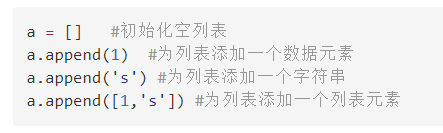 a = []   #初始化空列表
a.append(1)  #为列表添加一个数据元素
a.append('s') #为列表添加一个字符串
a.append([1,'s']) #为列表添加一个列表元素